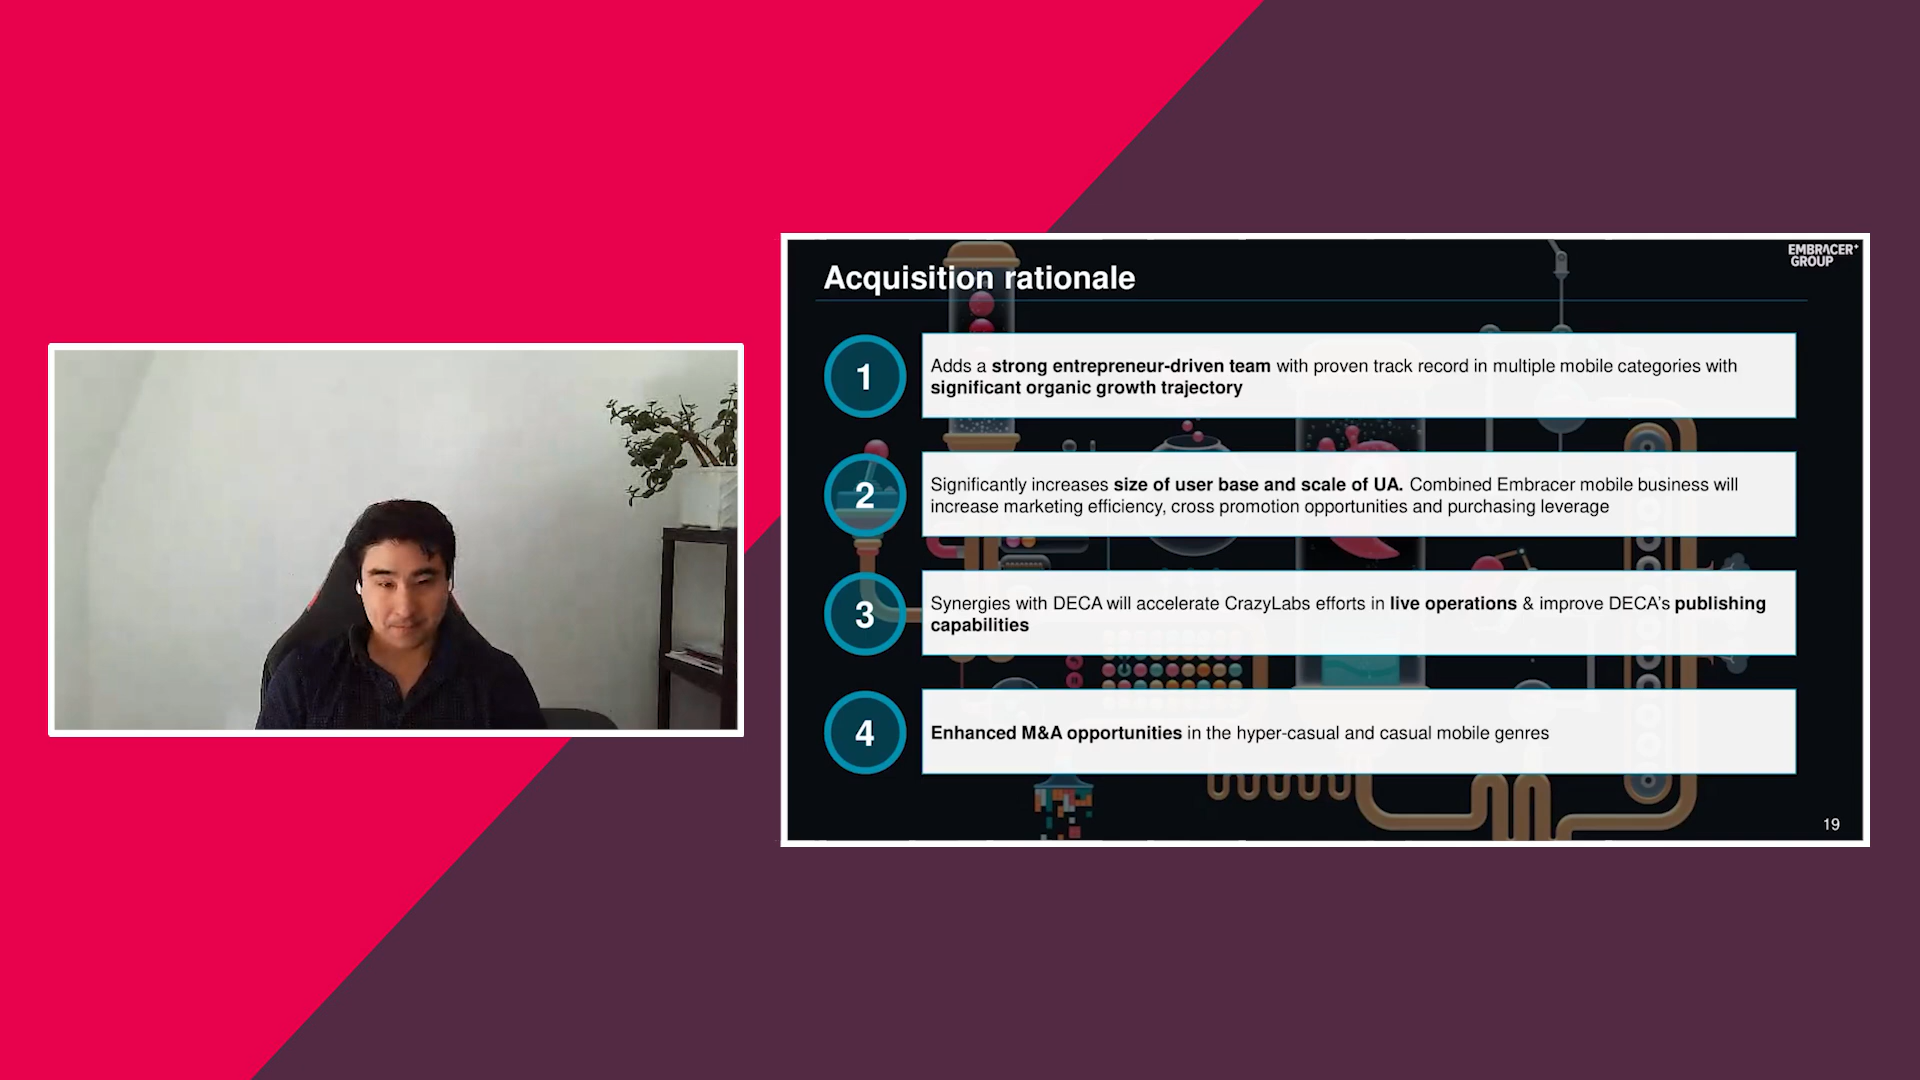 EMBRACER+
GROUP
Acquisition rationale
1
Adds a strong entrepreneur-driven team with proven track record in multiple mobile categories with
significant organic growth trajectory
2
Significantly increases size of user base and scale of UA. Combined Embracer mobile business will
increase marketing efficiency, cross promotion opportunities and purchasing leverage
3
Synergies with DECA will accelerate CrazyLabs efforts in live operations & improve DECA’s publishing
capabilities
4
Enhanced M&A opportunities in the hyper-casual and casual mobile genres
19